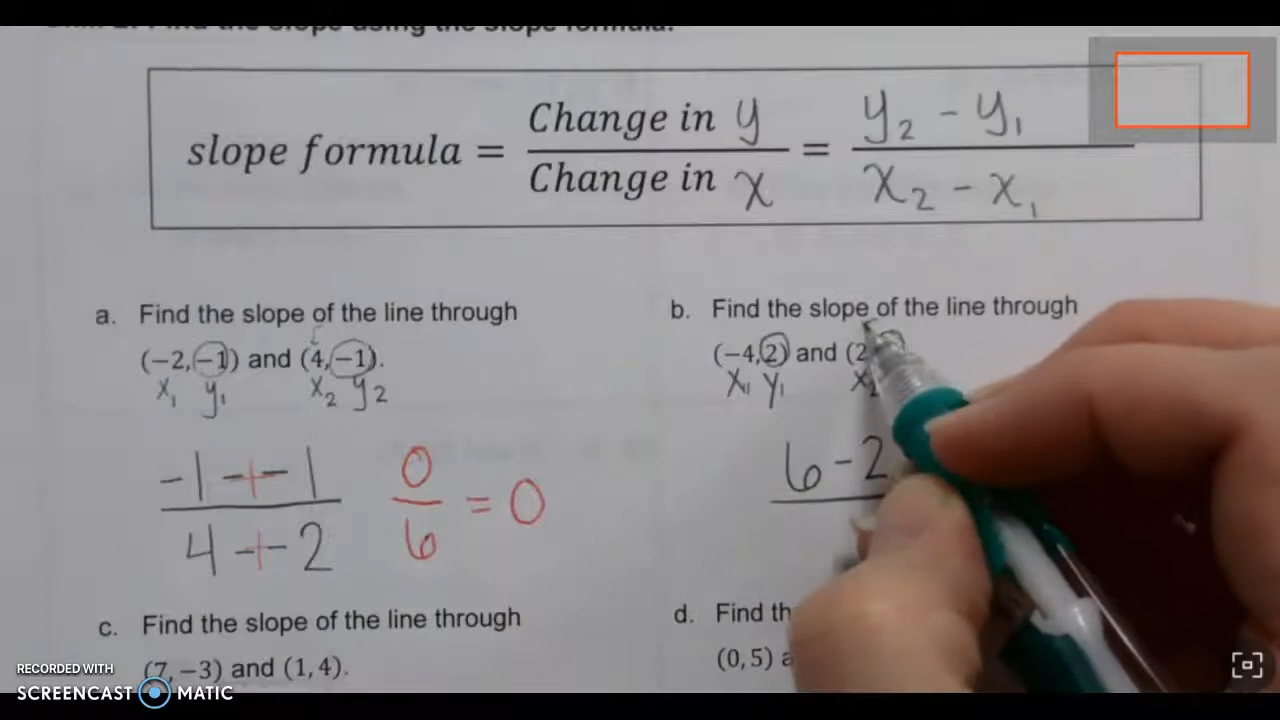 slope formula = Change in y / Change in x = y₂ - y₁ / x₂ - x₁
a. Find the slope of the line through
(−2,−1) and (4,−1).
x₁ y₁ x₂ y₂
-1 - -1 / 4 - - 2 0/6 = 0
b. Find the slope of the line through
(−4,2) and (2
x₁ y₁ x₂
6 - 2
c. Find the slope of the line through
(7,−3) and (1,4).
d. Find th
(0,5) a
RECORDED WITH
SCREENCAST MATIC